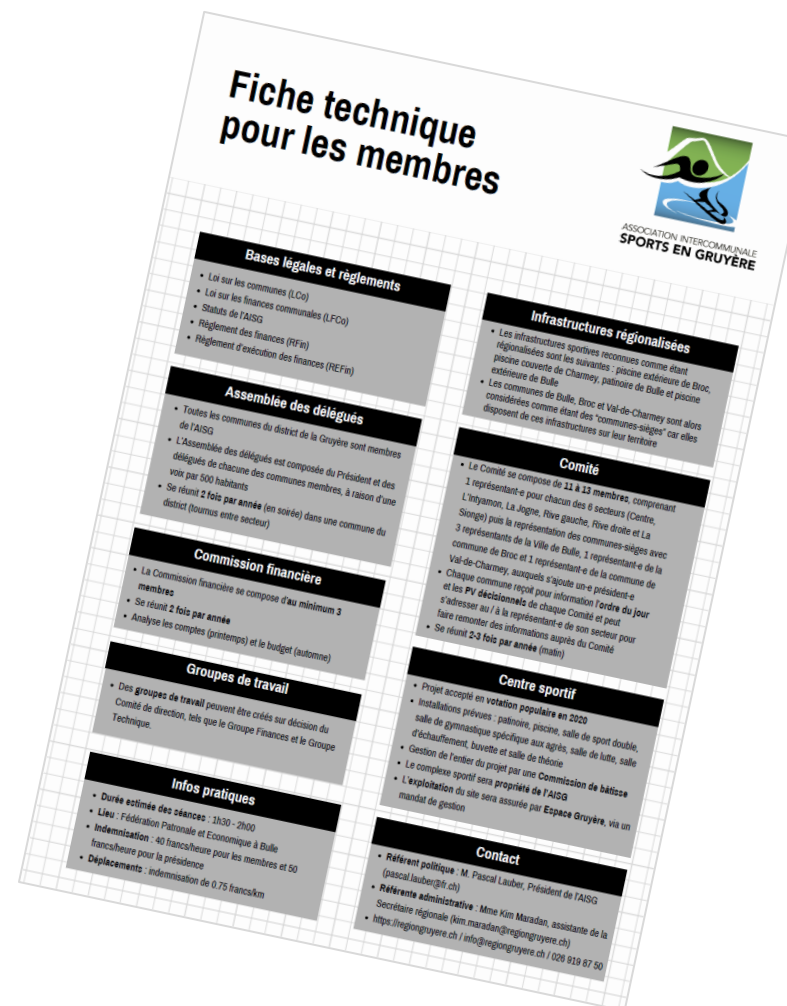 Fiche technique
pour les membres
ASSOCIATION INTERCOMMUNALE
SPORTS EN GRUYÈRE
Bases légales et règlements
• Loi sur les communes (LCo)
• Loi sur les finances communales (LFCo)
• Statuts de l'AISG
• Règlement des finances (RFin)
• Règlement d'exécution des finances (REFin)
Assemblée des délégués
• Toutes les communes du district de la Gruyère sont membres
de l'AISG
• L'Assemblée des délégués est composée du Président et des
délégués de chacune des communes membres, à raison d'une
voix par 500 habitants
• Se réunit 2 fois par année (en soirée) dans une commune du
district (tournus entre secteur)
Commission financière
• La Commission financière se compose d'au minimum 3
membres
• Se réunit 2 fois par année
• Analyse les comptes (printemps) et le budget (automne)
Groupes de travail
• Des groupes de travail peuvent être créés sur décision du
Comité de direction, tels que le Groupe Finances et le Groupe
Technique.
Infos pratiques
• Durée estimée des séances : 1h30 - 2h00
• Lieu : Fédération Patronale et Economique à Bulle
• Indemnisation : 40 francs/heure pour les membres et 50
francs/heure pour la présidence
• Déplacements : indemnisation de 0.75 francs/km
Infrastructures régionalisées
• Les infrastructures sportives reconnues comme étant
régionalisées sont les suivantes : piscine extérieure de Broc,
piscine couverte de Charmey, patinoire de Bulle et piscine
extérieure de Bulle
• Les communes de Bulle, Broc et Val-de-Charmey sont alors
considérées comme étant des "communes-sièges" car elles
disposent de ces infrastructures sur leur territoire
Comité
• Le Comité se compose de 11 à 13 membres, comprenant
1 représentant·e pour chacun des 6 secteurs (Centre,
L'Intyamon, La Jogne, Rive gauche, Rive droite et La
Sionge) puis la représentation des communes-sièges avec
3 représentants de la Ville de Bulle, 1 représentant·e de la
commune de Broc et 1 représentant·e de la commune de
Val-de-Charmey, auxquels s'ajoute un·e président·e
• Chaque commune reçoit pour information l'ordre du jour
et les PV décisionnels de chaque Comité et peut
s'adresser au / à la représentant·e de son secteur pour
faire remonter des informations auprès du Comité
• Se réunit 2-3 fois par année (matin)
Centre sportif
• Projet accepté en votation populaire en 2020
• Installations prévues : patinoire, piscine, salle de sport double,
salle de gymnastique spécifique aux agrès, salle de lutte, salle
d'échauffement, buvette et salle de théorie
• Gestion de l'entier du projet par une Commission de bâtisse
• Le complexe sportif sera propriété de l'AISG
• L'exploitation du site sera assurée par Espace Gruyère, via un
mandat de gestion
Contact
• Référent politique : M. Pascal Lauber, Président de l'AISG
(pascal.lauber@fr.ch)
• Référente administrative : Mme Kim Maradan, assistante de la
Secrétaire régionale (kim.maradan@regiongruyere.ch)
• https://regiongruyere.ch / info@regiongruyere.ch / 026 919 87 50